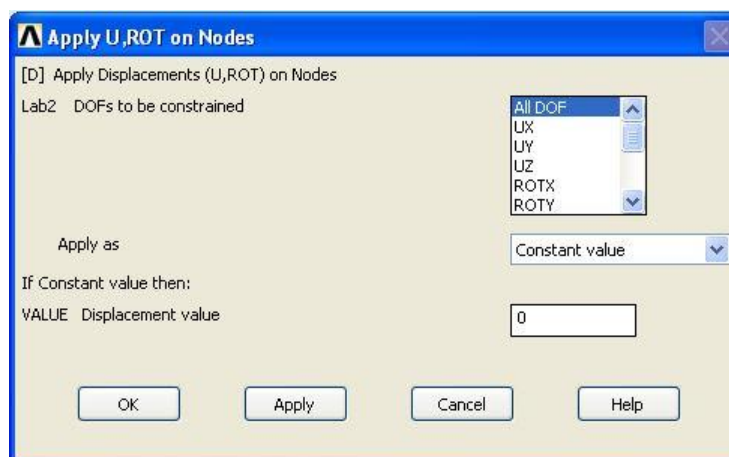 Apply U,ROT on Nodes
[D] Apply Displacements (U,ROT) on Nodes
Lab2 DOFs to be constrained
All DOF
UX
UY
UZ
ROTX
ROTY
Apply as
Constant value
If Constant value then:
VALUE Displacement value
0
OK Apply Cancel Help